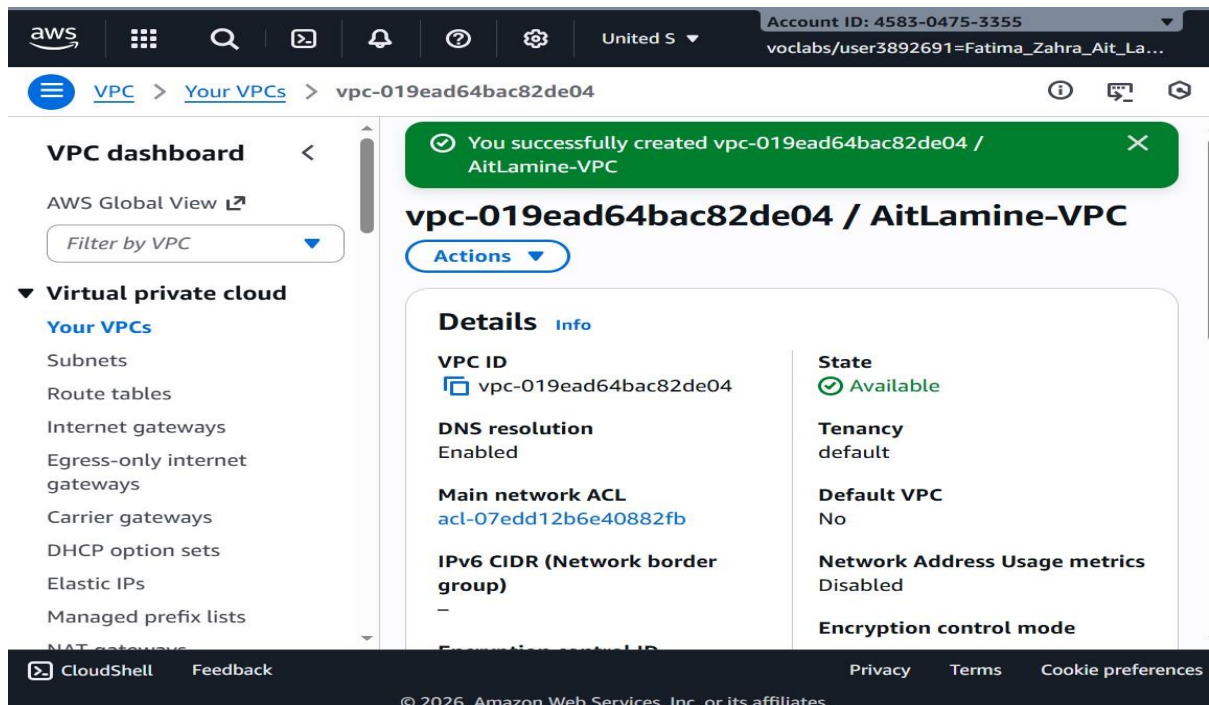 aws
United S
Account ID: 4583-0475-3355
voclabs/user3892691=Fatima_Zahra_Ait_La...
VPC > Your VPCs > vpc-019ead64bac82de04
VPC dashboard
AWS Global View
Filter by VPC
Virtual private cloud
Your VPCs
Subnets
Route tables
Internet gateways
Egress-only internet
gateways
Carrier gateways
DHCP option sets
Elastic IPs
Managed prefix lists
NAT gateways
You successfully created vpc-019ead64bac82de04 /
AitLamine-VPC
vpc-019ead64bac82de04 / AitLamine-VPC
Actions
Details Info
VPC ID
vpc-019ead64bac82de04
State
Available
DNS resolution
Enabled
Tenancy
default
Main network ACL
acl-07edd12b6e40882fb
Default VPC
No
IPv6 CIDR (Network border
group)
–
Network Address Usage metrics
Disabled
Encryption control mode
Encryption control ID
CloudShell Feedback
Privacy Terms Cookie preferences
© 2026, Amazon Web Services, Inc. or its affiliates.